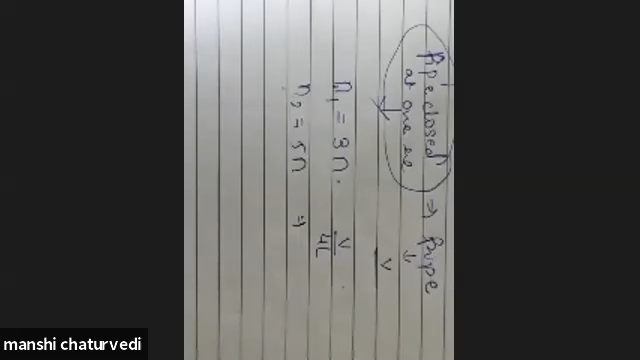 Pipe closed ⇒ Pipe
at one end ↓
v
n₁ = 3n. v/4L
n₂ = 5n ⇒
manshi chaturvedi